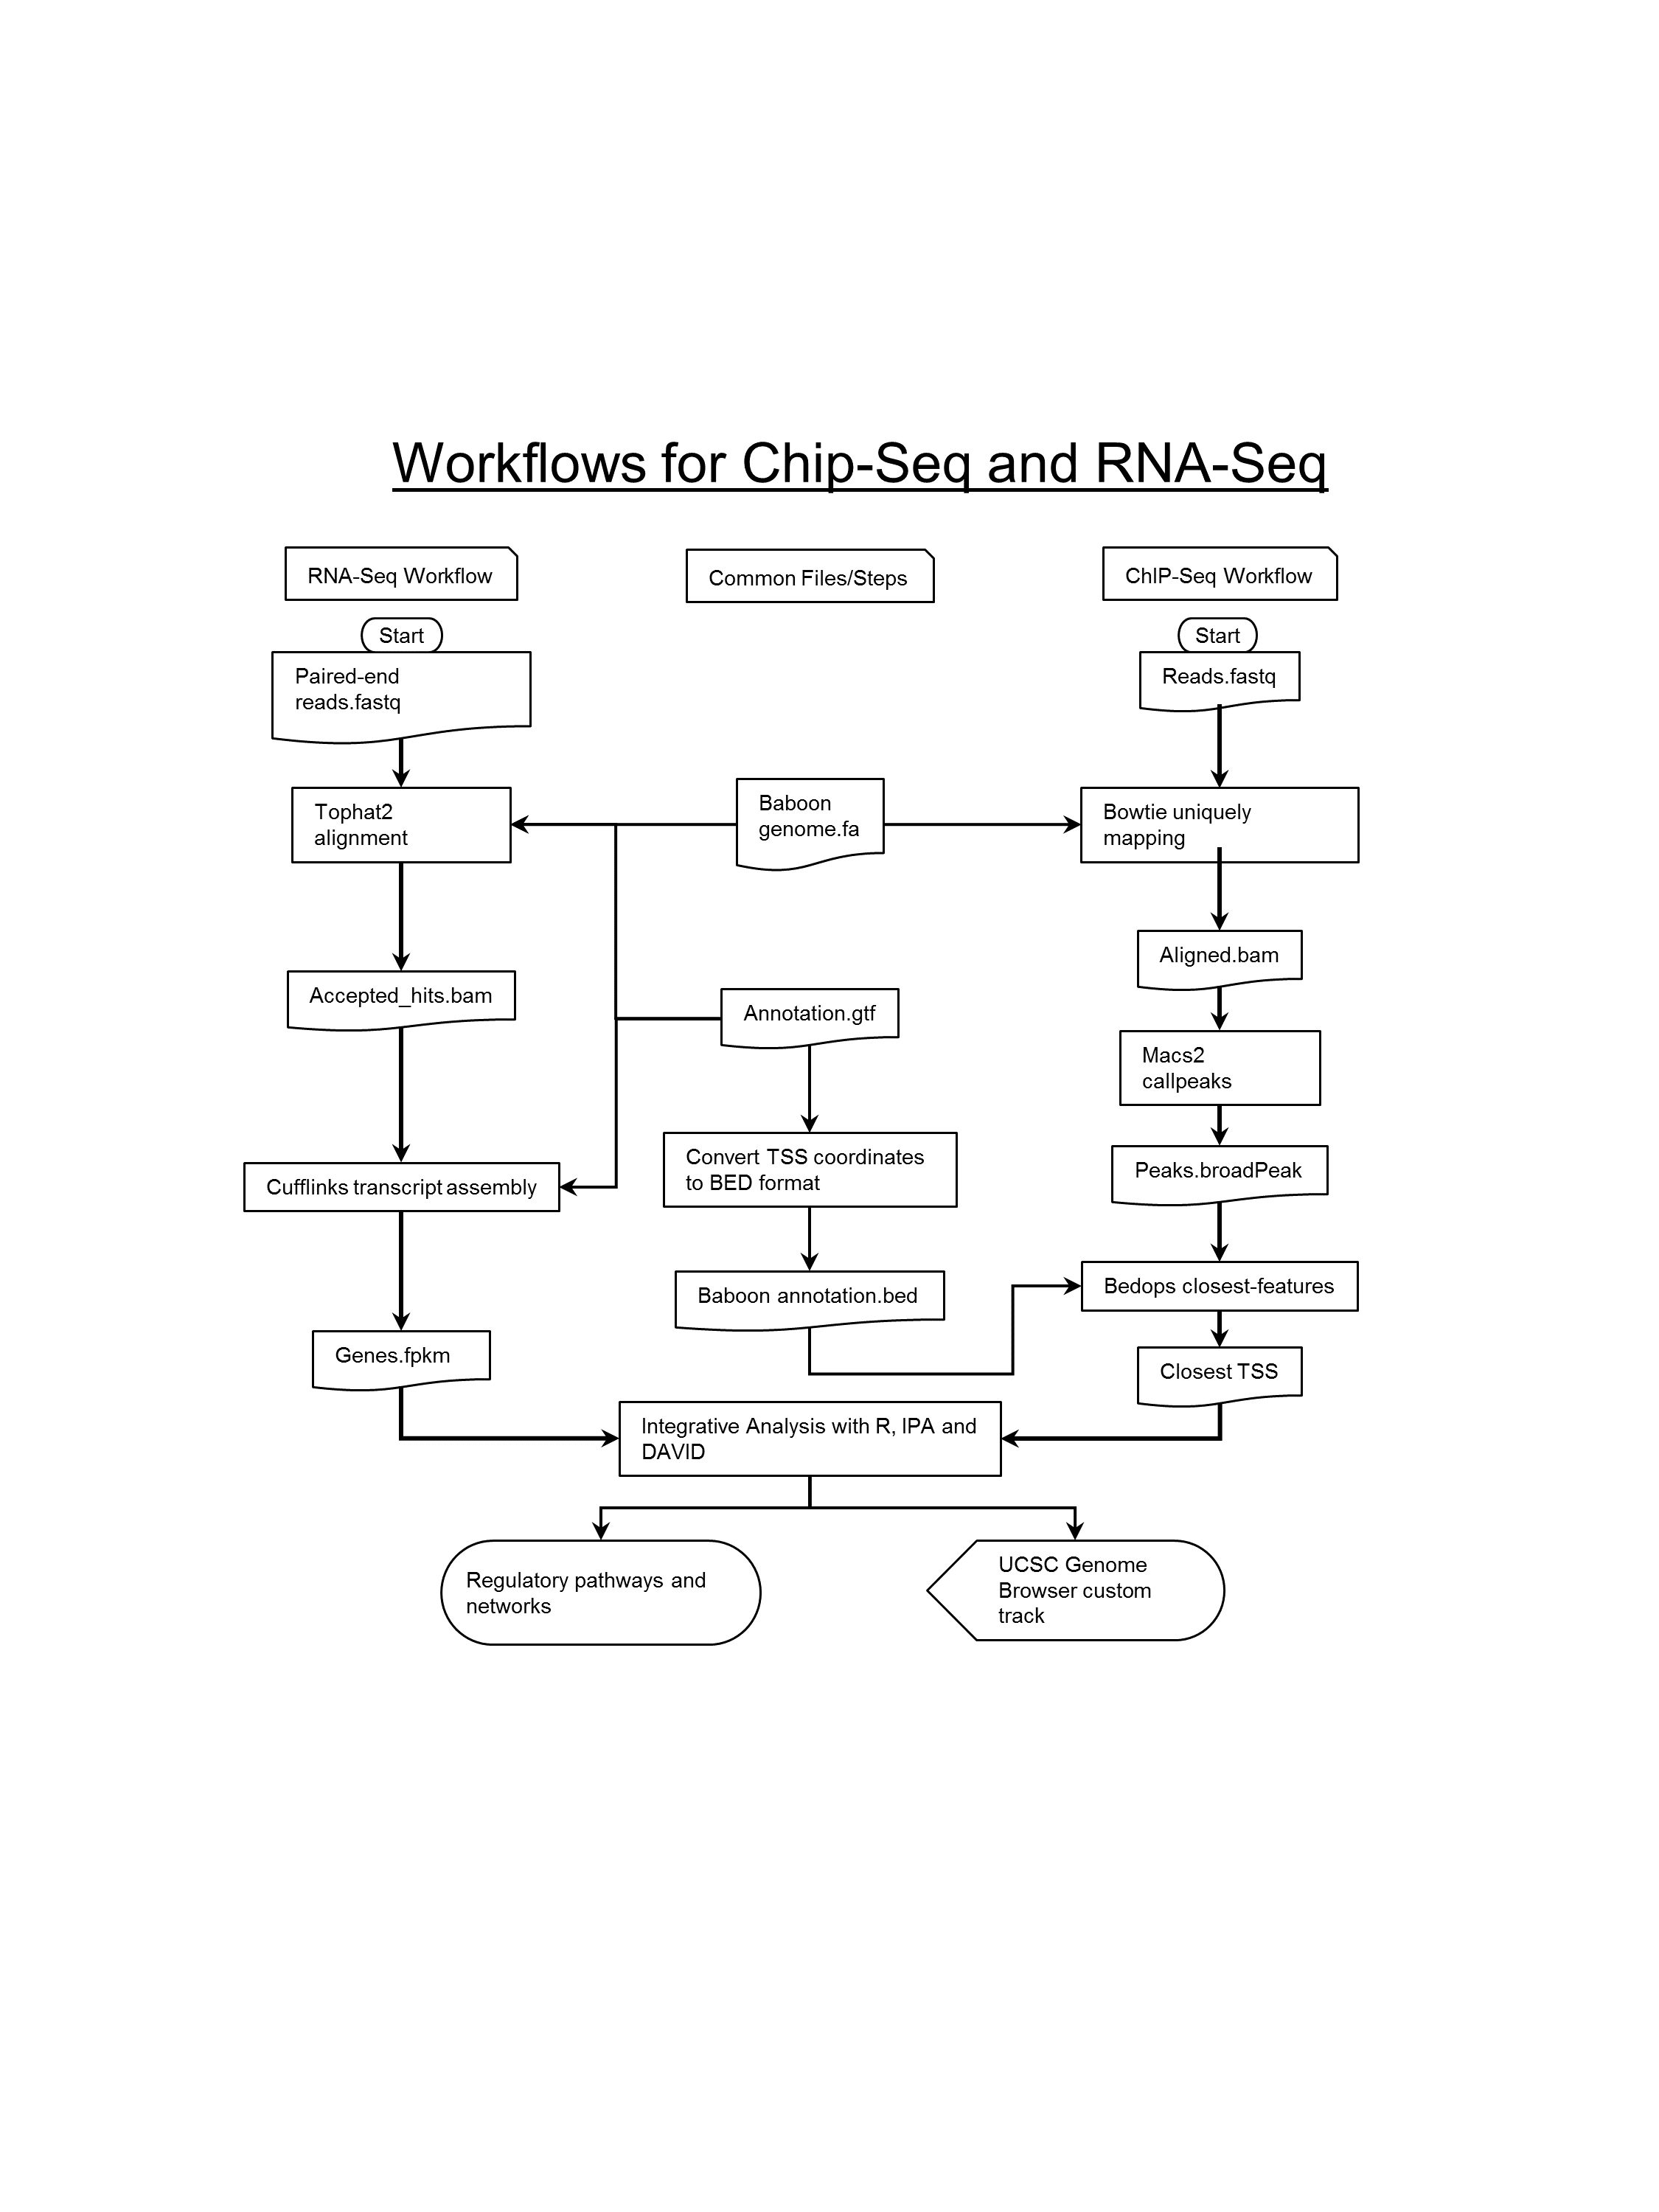 Workflows for Chip-Seq and RNA-Seq
RNA-Seq Workflow
Common Files/Steps
ChIP-Seq Workflow
Start
Start
Paired-end
reads.fastq
Reads.fastq
Tophat2
alignment
Baboon
genome.fa
Bowtie uniquely
mapping
Accepted_hits.bam
Annotation.gtf
Aligned.bam
Macs2
callpeaks
Cufflinks transcript assembly
Convert TSS coordinates
to BED format
Peaks.broadPeak
Baboon annotation.bed
Bedops closest-features
Genes.fpkm
Closest TSS
Integrative Analysis with R, IPA and
DAVID
Regulatory pathways and
networks
UCSC Genome
Browser custom
track